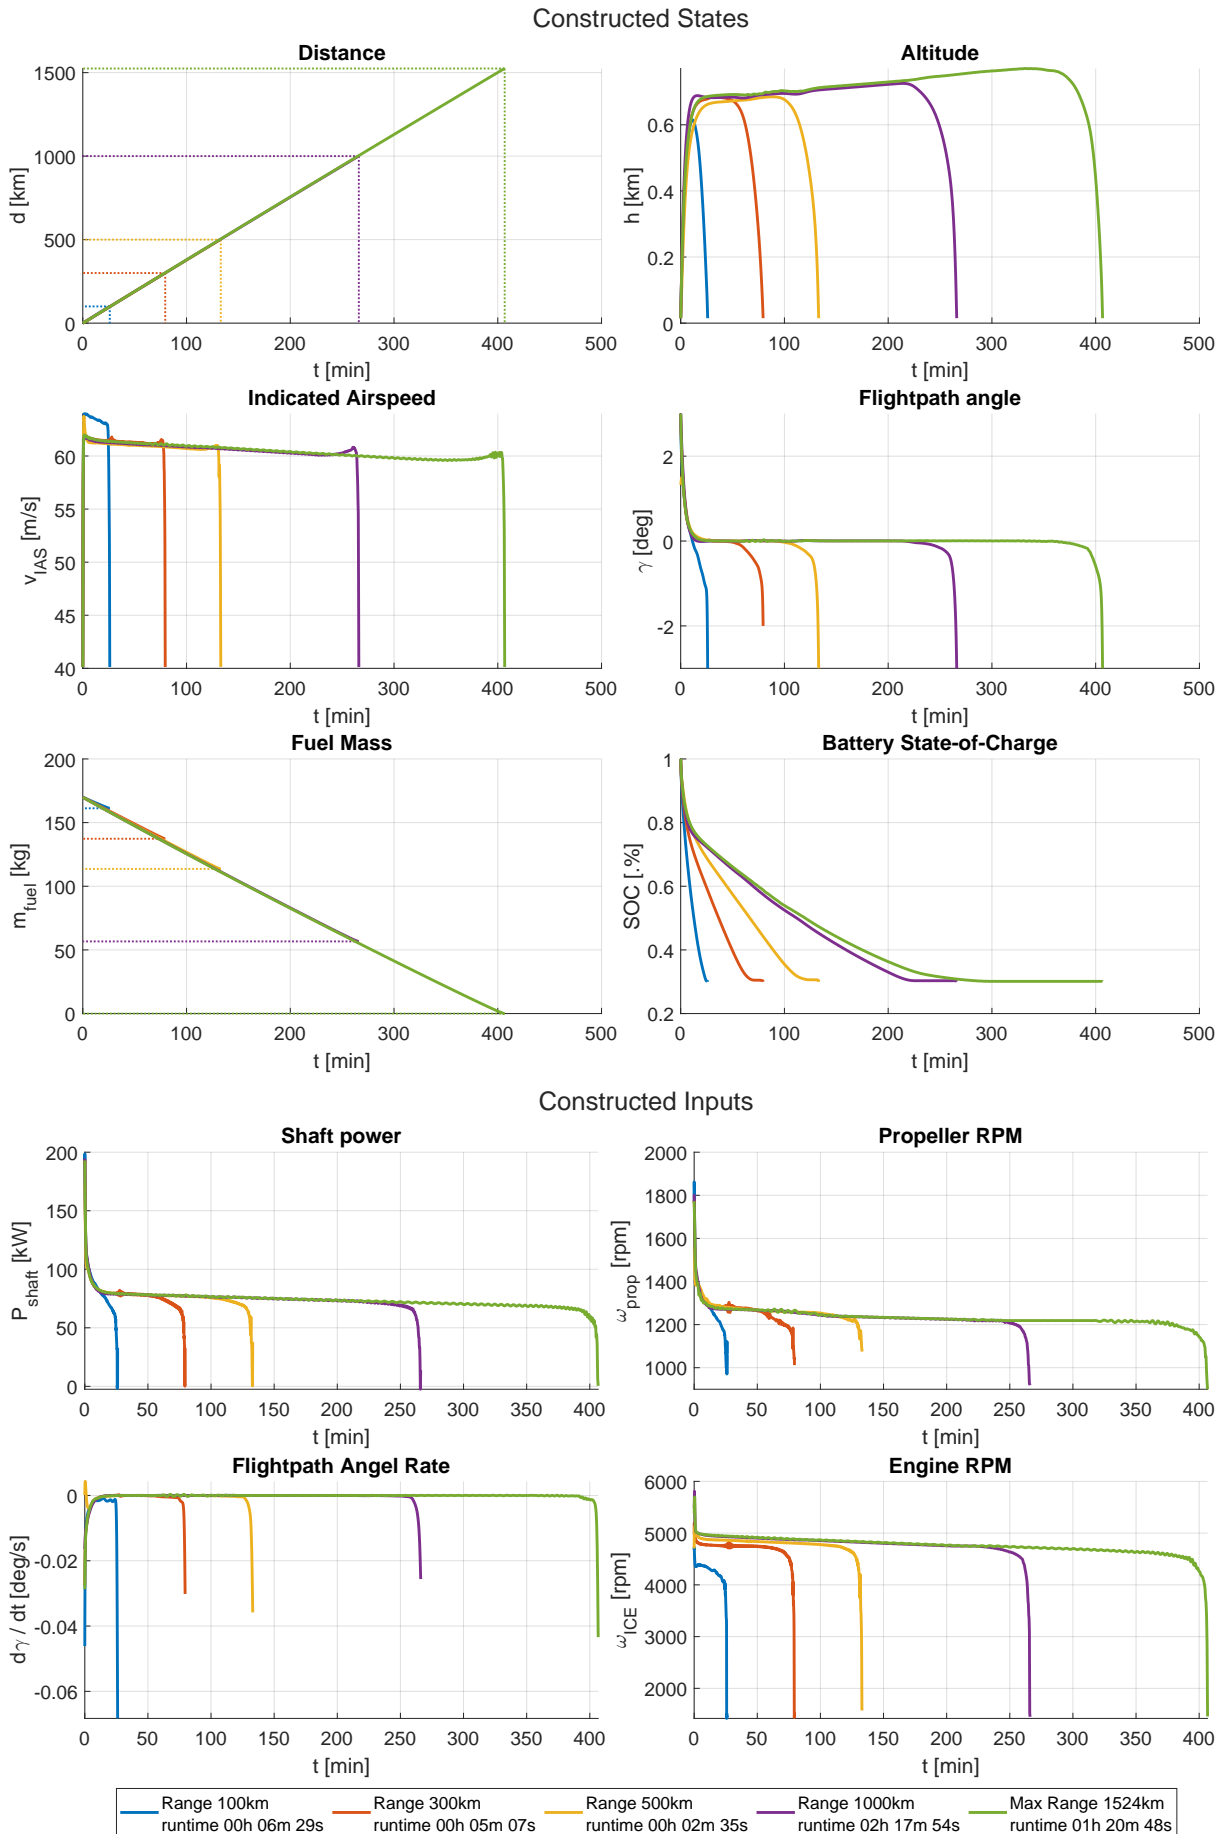 Constructed States
Distance
Altitude
1500
1000
500
0
d [km]
0 100 200 300 400 500
t [min]
0.6
0.4
0.2
0
h [km]
0 100 200 300 400 500
t [min]
Indicated Airspeed
Flightpath angle
60
55
50
45
40
v_IAS [m/s]
0 100 200 300 400 500
t [min]
2
0
-2
γ [deg]
0 100 200 300 400 500
t [min]
Fuel Mass
Battery State-of-Charge
200
150
100
50
0
m_fuel [kg]
0 100 200 300 400 500
t [min]
1
0.8
0.6
0.4
0.2
SOC [.%]
0 100 200 300 400 500
t [min]
Constructed Inputs
Shaft power
Propeller RPM
200
150
100
50
0
P_shaft [kW]
0 50 100 150 200 250 300 350 400
t [min]
2000
1800
1600
1400
1200
1000
ω_prop [rpm]
0 50 100 150 200 250 300 350 400
t [min]
Flightpath Angel Rate
Engine RPM
0
-0.02
-0.04
-0.06
dγ / dt [deg/s]
0 50 100 150 200 250 300 350 400
t [min]
6000
5000
4000
3000
2000
ω_ICE [rpm]
0 50 100 150 200 250 300 350 400
t [min]
Range 100km
runtime 00h 06m 29s
Range 300km
runtime 00h 05m 07s
Range 500km
runtime 00h 02m 35s
Range 1000km
runtime 02h 17m 54s
Max Range 1524km
runtime 01h 20m 48s